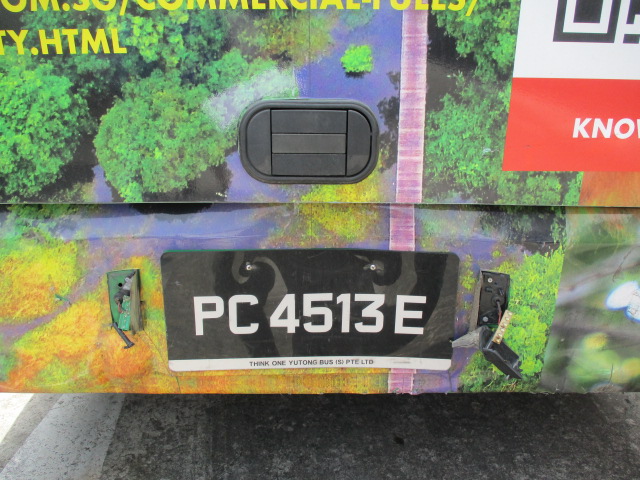 OM.SG/COMMERCIAL-FUELS/
TY.HTML
KNOW
PC 4513 E
THINK ONE YUTONG BUS (S) PTE LTD